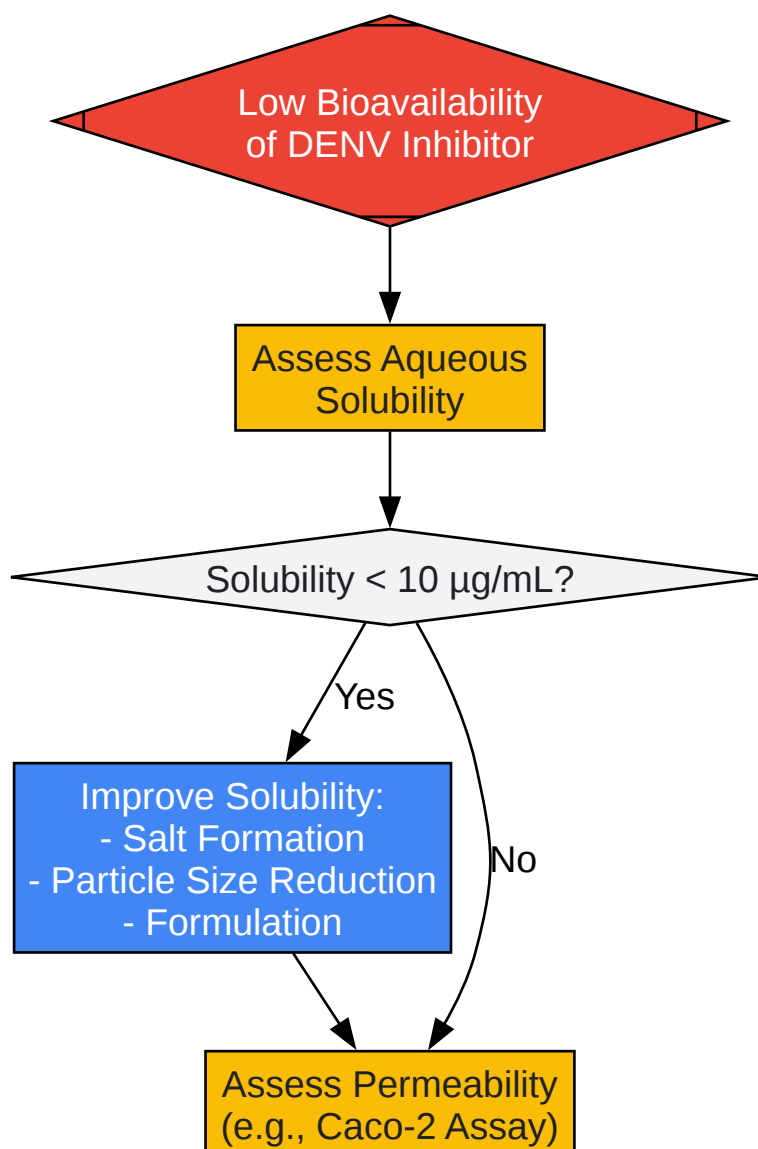 Low Bioavailability
of DENV Inhibitor
Assess Aqueous
Solubility
Solubility < 10 µg/mL?
Yes
Improve Solubility:
- Salt Formation
- Particle Size Reduction
- Formulation
No
Assess Permeability
(e.g., Caco-2 Assay)